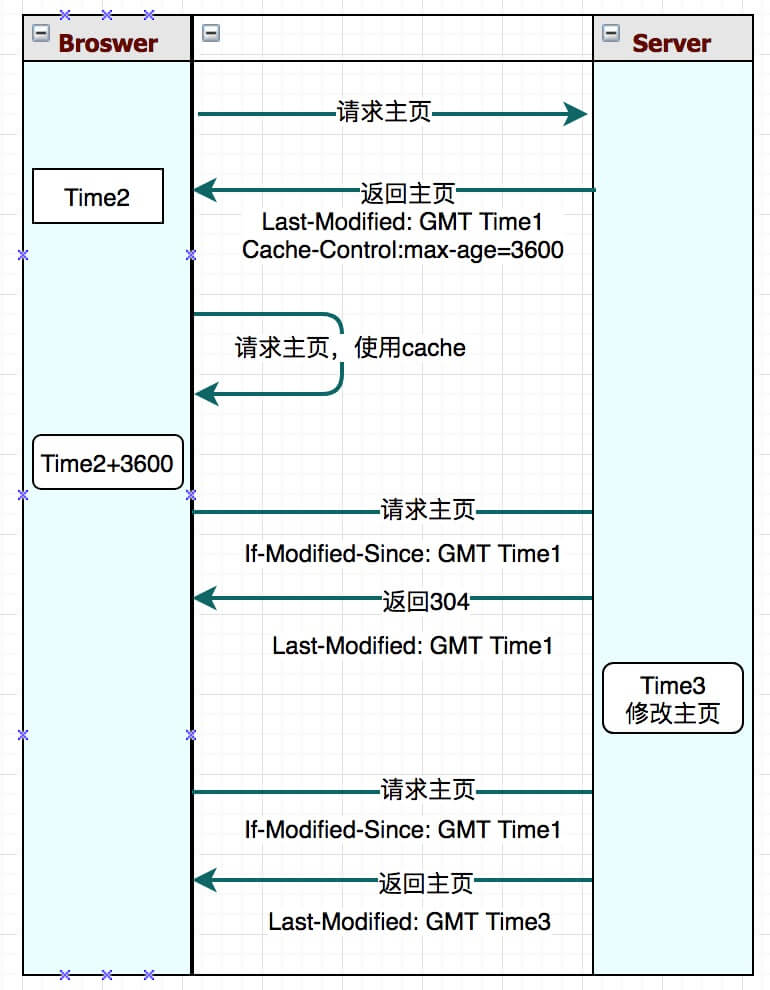 Broswer
Server
请求主页
Time2
返回主页
Last-Modified: GMT Time1
Cache-Control:max-age=3600
请求主页，使用cache
Time2+3600
请求主页
If-Modified-Since: GMT Time1
返回304
Last-Modified: GMT Time1
Time3
修改主页
请求主页
If-Modified-Since: GMT Time1
返回主页
Last-Modified: GMT Time3